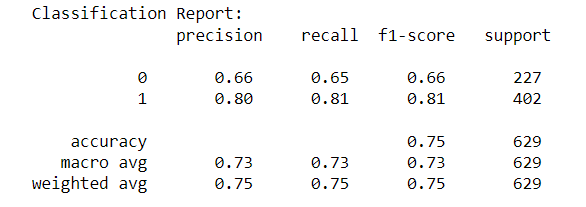 Classification Report:
precision recall f1-score support
0 0.66 0.65 0.66 227
1 0.80 0.81 0.81 402
accuracy 0.75 629
macro avg 0.73 0.73 0.73 629
weighted avg 0.75 0.75 0.75 629